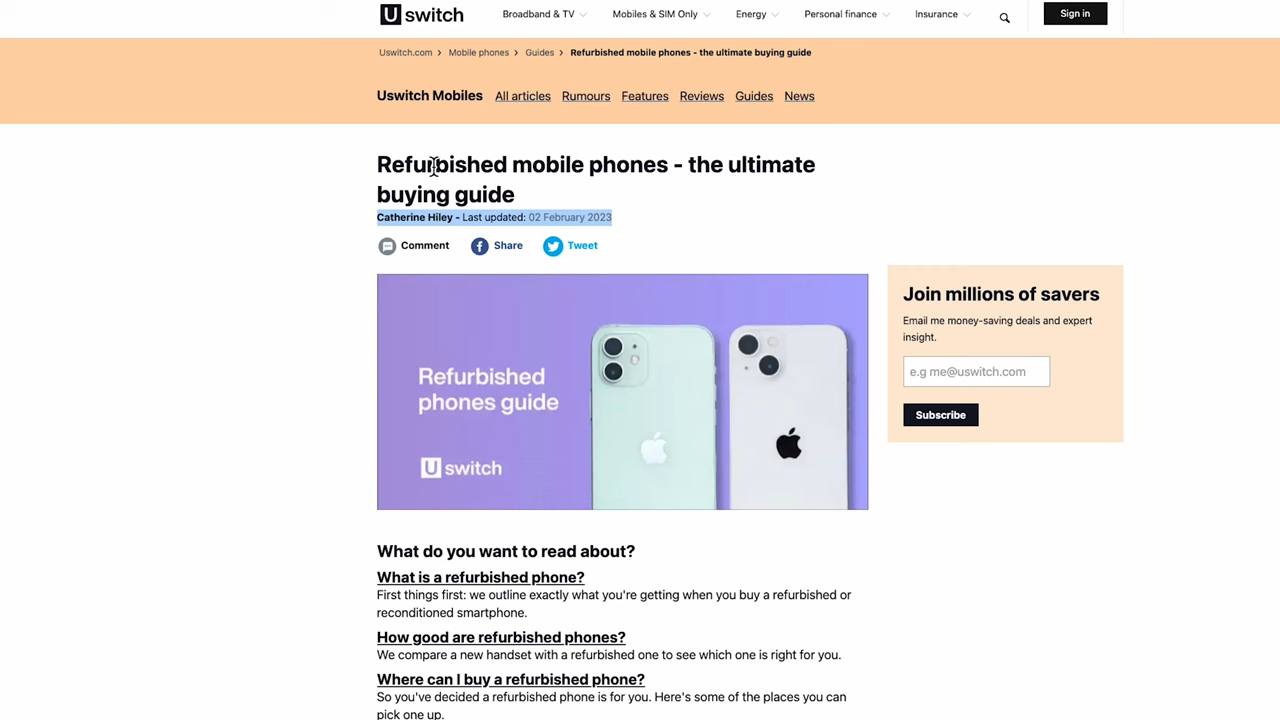 Uswitch
Broadband & TV
Mobiles & SIM Only
Energy
Personal finance
Insurance
Sign in
Uswitch.com > Mobile phones > Guides > Refurbished mobile phones - the ultimate buying guide
Uswitch Mobiles All articles Rumours Features Reviews Guides News
Refurbished mobile phones - the ultimate
buying guide
Catherine Hiley - Last updated: 02 February 2023
Comment Share Tweet
Refurbished
phones guide
Uswitch
Join millions of savers
Email me money-saving deals and expert
insight.
e.g me@uswitch.com
Subscribe
What do you want to read about?
What is a refurbished phone?
First things first: we outline exactly what you're getting when you buy a refurbished or
reconditioned smartphone.
How good are refurbished phones?
We compare a new handset with a refurbished one to see which one is right for you.
Where can I buy a refurbished phone?
So you've decided a refurbished phone is for you. Here's some of the places you can
pick one up.